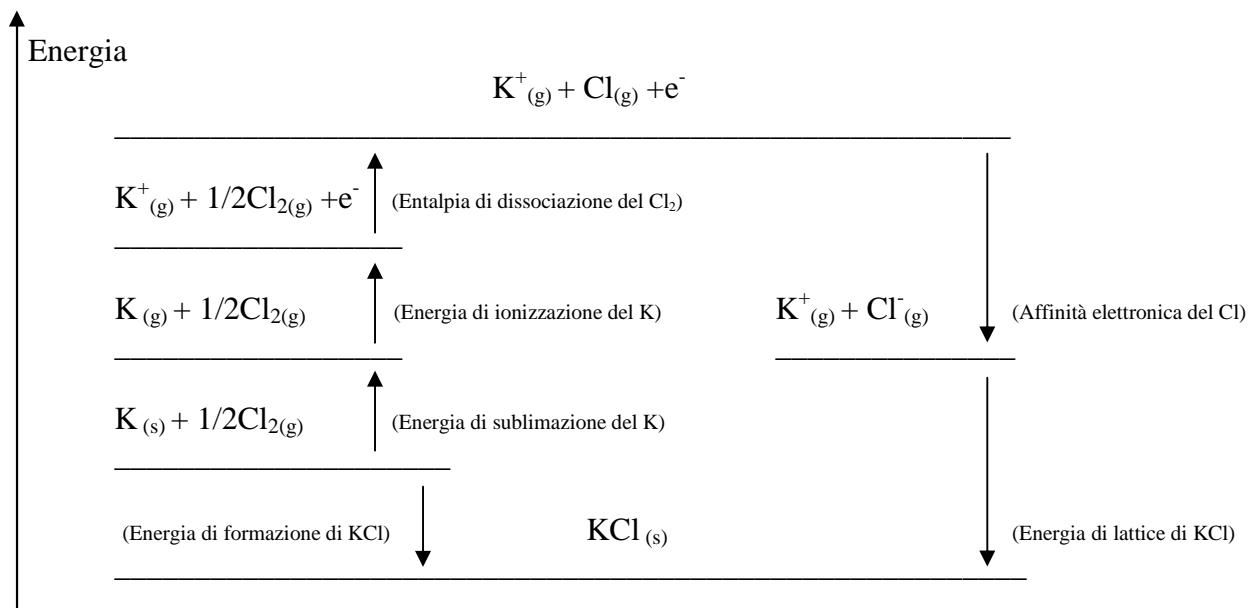 Energia
K⁺(g) + Cl(g) +e⁻
K⁺(g) + 1/2Cl₂(g) +e⁻ (Entalpia di dissociazione del Cl₂)
K (g) + 1/2Cl₂(g) (Energia di ionizzazione del K) K⁺(g) + Cl⁻(g) (Affinità elettronica del Cl)
K (s) + 1/2Cl₂(g) (Energia di sublimazione del K)
(Energia di formazione di KCl) KCl (s) (Energia di lattice di KCl)